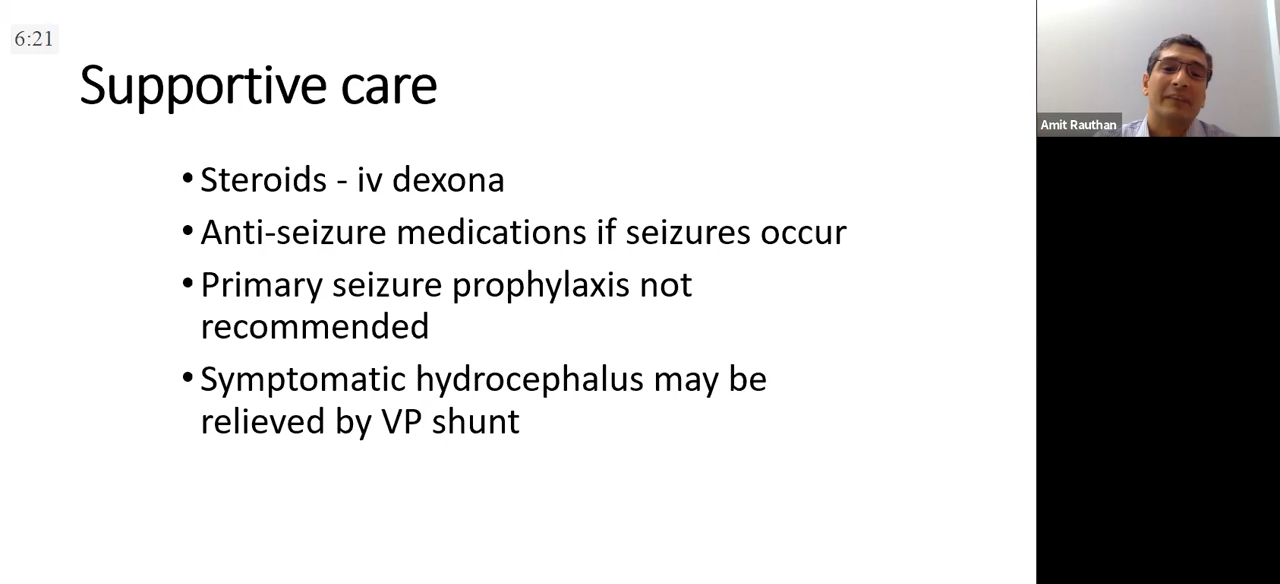 6:21
Supportive care
• Steroids - iv dexona
• Anti-seizure medications if seizures occur
• Primary seizure prophylaxis not
recommended
• Symptomatic hydrocephalus may be
relieved by VP shunt
Amit Rauthan